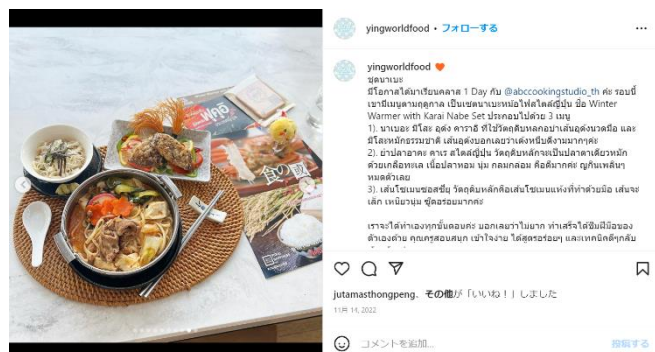 yingworldfood • フォローする
yingworldfood 🧡
ชุดนาเบะ
มีโอกาสได้มาเรียนคลาส 1 Day กับ @abccookingstudio_th ค่ะ รอบนี้
เขามีเมนูตามฤดูกาล เป็นเซตนาเบะหม้อไฟสไตล์ญี่ปุ่น ชื่อ Winter
Warmer with Karai Nabe Set ประกอบไปด้วย 3 เมนู
1). นาเบอะ มิโสะ อุด้ง คาราอี ที่ใช้วัตถุดิบหลักอบ่าเส้นอุด้งนวดมือ และ
มิโสะหมักธรรมชาติ เส้นอุด้งบอกเลยว่าเด้งหนึบดีงามมากๆค่ะ
2). ย่าปลาอาคะ คาเร สไตล์ญี่ปุ่น วัตถุดิบหลักจะเป็นปลาตาเดียวหมัก
ด้วยเกลือทะเล เนื้อปลาหอม นุ่ม กลมกล่อม คือดีมากค่ะ ญกินเพลินๆ
หมดตัวเลย
3). เส้นโซเมนซอสซีอุ วัตถุดิบหลักคือเส้นโซเมนแห้งที่ทำด้วยมือ เส้นจะ
เล็ก เหนียวนุ่ม ซู้ดอร่อยมากค่ะ
เราจะได้ทำเองทุกขั้นตอนค่ะ บอกเลยว่าไม่ยาก ทำเสร็จได้ชิมฝีมือของ
ตัวเองด้วย คุณครูสอนสนุก เข้าใจง่าย ได้สูตรอร่อยๆ และเทคนิคดีๆกลับ
jutamasthongpeng、その他が「いいね！」しました
11月 14, 2022
コメントを追加...
投稿する
食の國